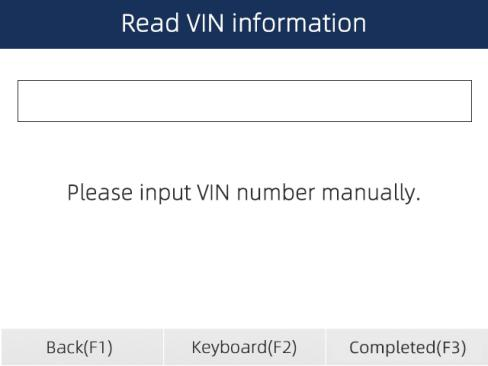 Read VIN information
Please input VIN number manually.
Back(F1)
Keyboard(F2)
Completed(F3)